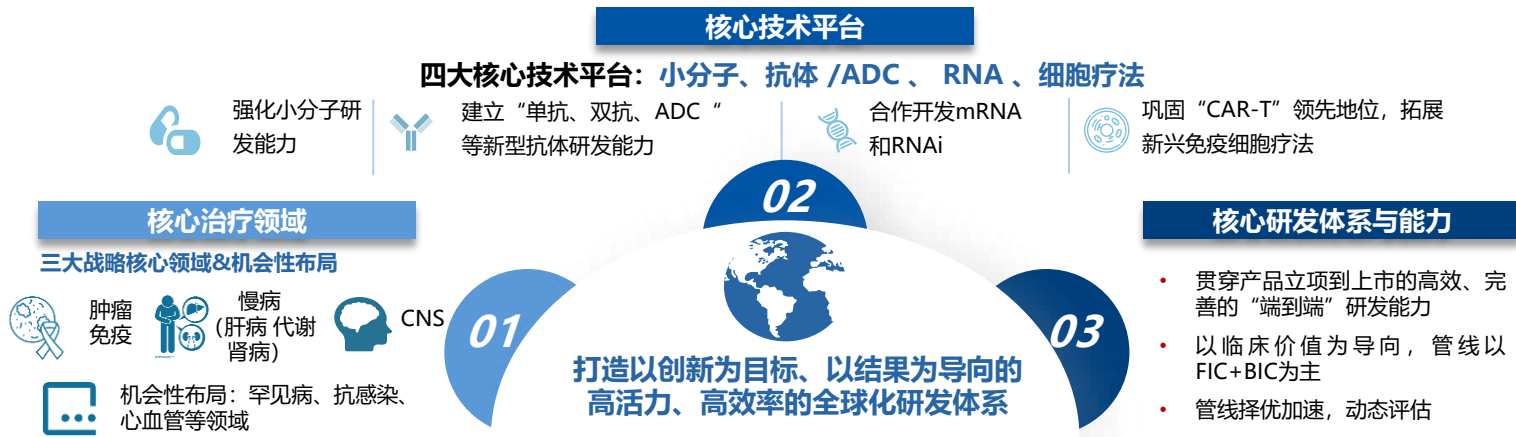 核心技术平台
四大核心技术平台：小分子、抗体 /ADC 、 RNA 、细胞疗法
强化小分子研
发能力
建立“单抗、双抗、ADC“
等新型抗体研发能力
合作开发mRNA
和RNAi
巩固“CAR-T”领先地位，拓展
新兴免疫细胞疗法
核心治疗领域
三大战略核心领域&机会性布局
肿瘤
免疫
慢病
（肝病 代谢
肾病）
CNS
机会性布局：罕见病、抗感染、
心血管等领域
01
02
03
打造以创新为目标、以结果为导向的
高活力、高效率的全球化研发体系
核心研发体系与能力
• 贯穿产品立项到上市的高效、完
善的“端到端”研发能力
• 以临床价值为导向，管线以
FIC+BIC为主
• 管线择优加速，动态评估